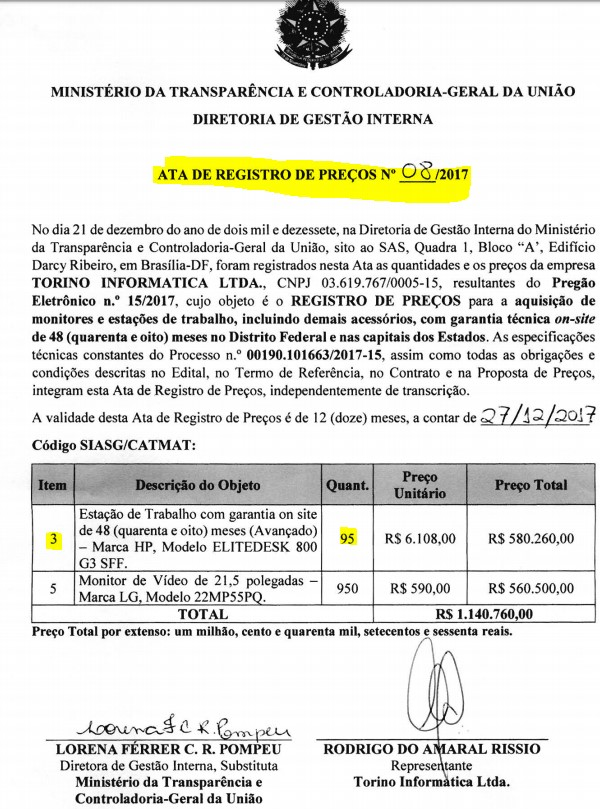 MINISTÉRIO DA TRANSPARÊNCIA E CONTROLADORIA-GERAL DA UNIÃO
DIRETORIA DE GESTÃO INTERNA
ATA DE REGISTRO DE PREÇOS Nº 08/2017
No dia 21 de dezembro do ano de dois mil e dezessete, na Diretoria de Gestão Interna do Ministério
da Transparência e Controladoria-Geral da União, sito ao SAS, Quadra 1, Bloco “A’, Edifício
Darcy Ribeiro, em Brasília-DF, foram registrados nesta Ata as quantidades e os preços da empresa
TORINO INFORMATICA LTDA., CNPJ 03.619.767/0005-15, resultantes do Pregão
Eletrônico n.º 15/2017, cujo objeto é o REGISTRO DE PREÇOS para a aquisição de
monitores e estações de trabalho, incluindo demais acessórios, com garantia técnica on-site
de 48 (quarenta e oito) meses no Distrito Federal e nas capitais dos Estados. As especificações
técnicas constantes do Processo n.º 00190.101663/2017-15, assim como todas as obrigações e
condições descritas no Edital, no Termo de Referência, no Contrato e na Proposta de Preços,
integram esta Ata de Registro de Preços, independentemente de transcrição.
A validade desta Ata de Registro de Preços é de 12 (doze) meses, a contar de 27/12/2017
Código SIASG/CATMAT:
Item Descrição do Objeto Quant. Preço Unitário Preço Total
3 Estação de Trabalho com garantia on site
de 48 (quarenta e oito) meses (Avançado)
– Marca HP, Modelo ELITEDESK 800
G3 SFF. 95 R$ 6.108,00 R$ 580.260,00
5 Monitor de Vídeo de 21,5 polegadas –
Marca LG, Modelo 22MP55PQ. 950 R$ 590,00 R$ 560.500,00
TOTAL R$ 1.140.760,00
Preço Total por extenso: um milhão, cento e quarenta mil, setecentos e sessenta reais.
Lorena F C R. Pompeu
LORENA FÉRRER C. R. POMPEU
Diretora de Gestão Interna, Substituta
Ministério da Transparência e
Controladoria-Geral da União
RODRIGO DO AMARAL RISSIO
Representante
Torino Informática Ltda.